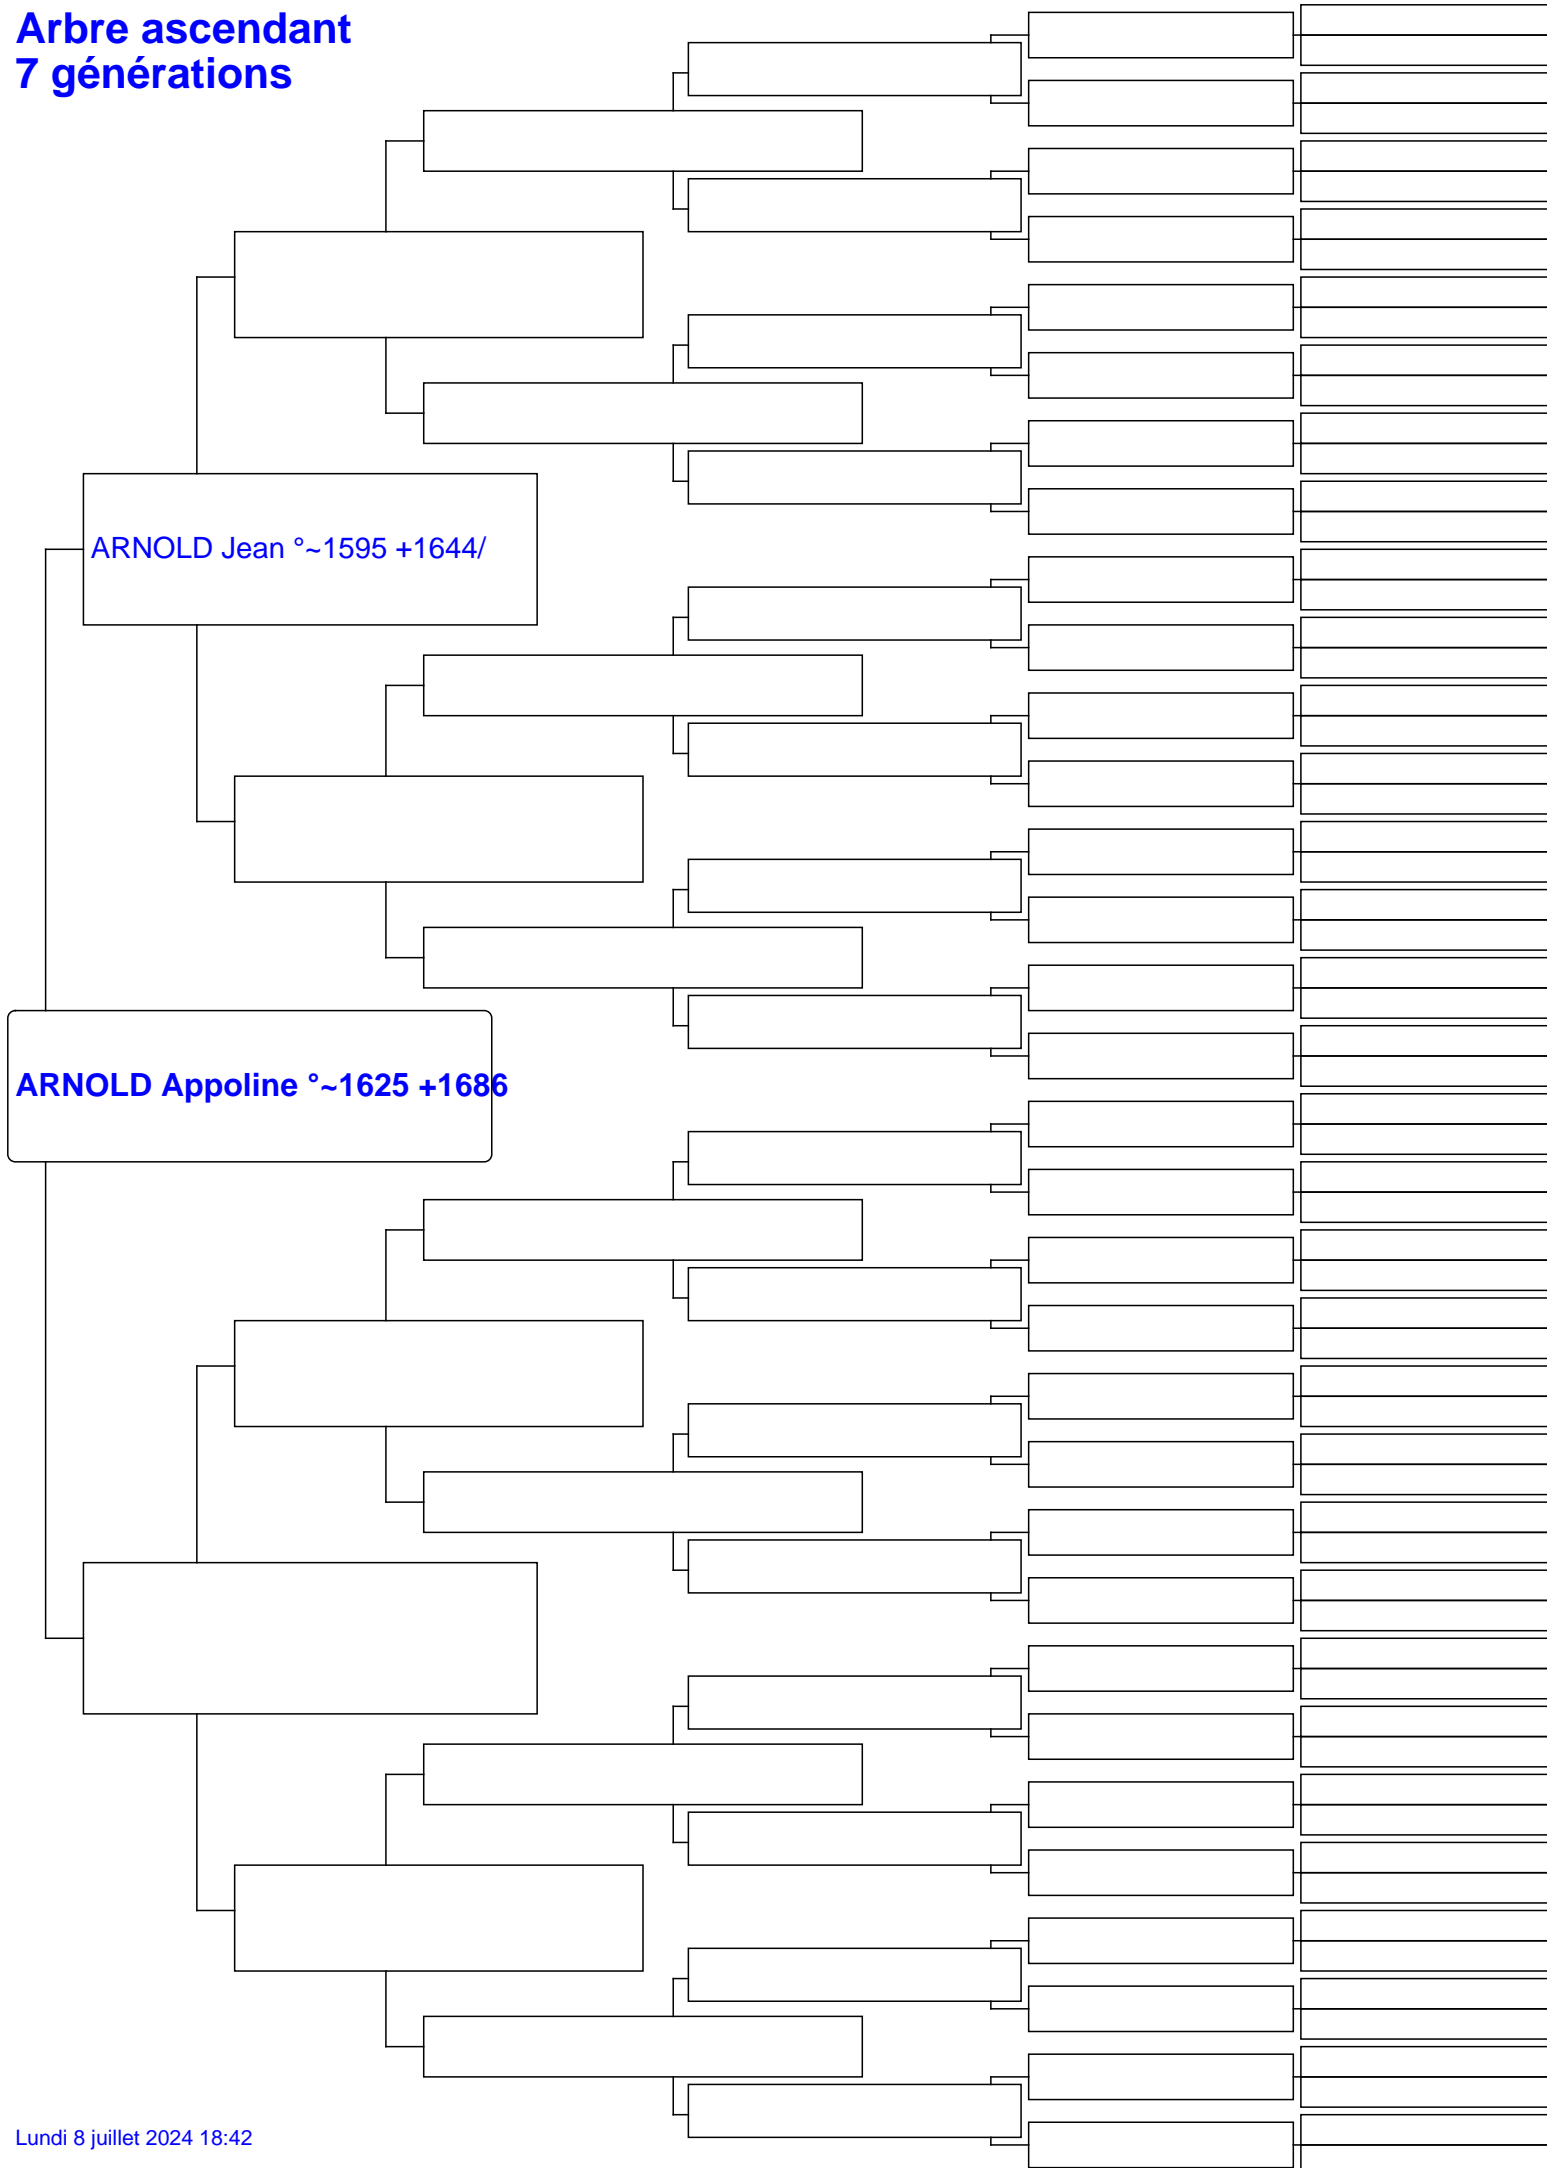 Arbre ascendant
7 générations
ARNOLD Jean °~1595 +1644/
ARNOLD Appoline °~1625 +1686
Lundi 8 juillet 2024 18:42